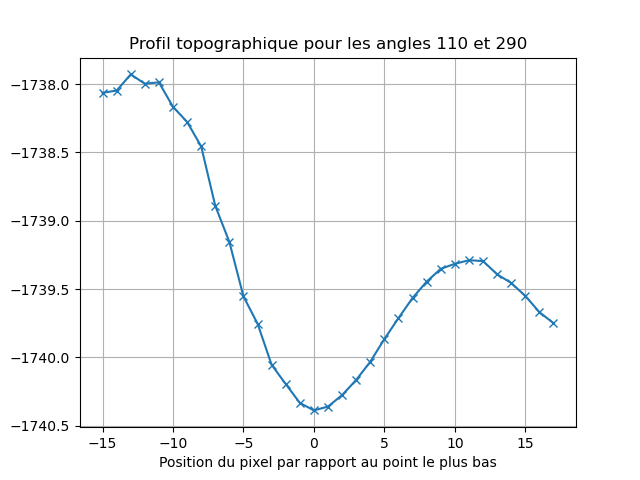 Profil topographique pour les angles 110 et 290
−1738.0
−1738.5
−1739.0
−1739.5
−1740.0
−1740.5
−15 −10 −5 0 5 10 15
Position du pixel par rapport au point le plus bas